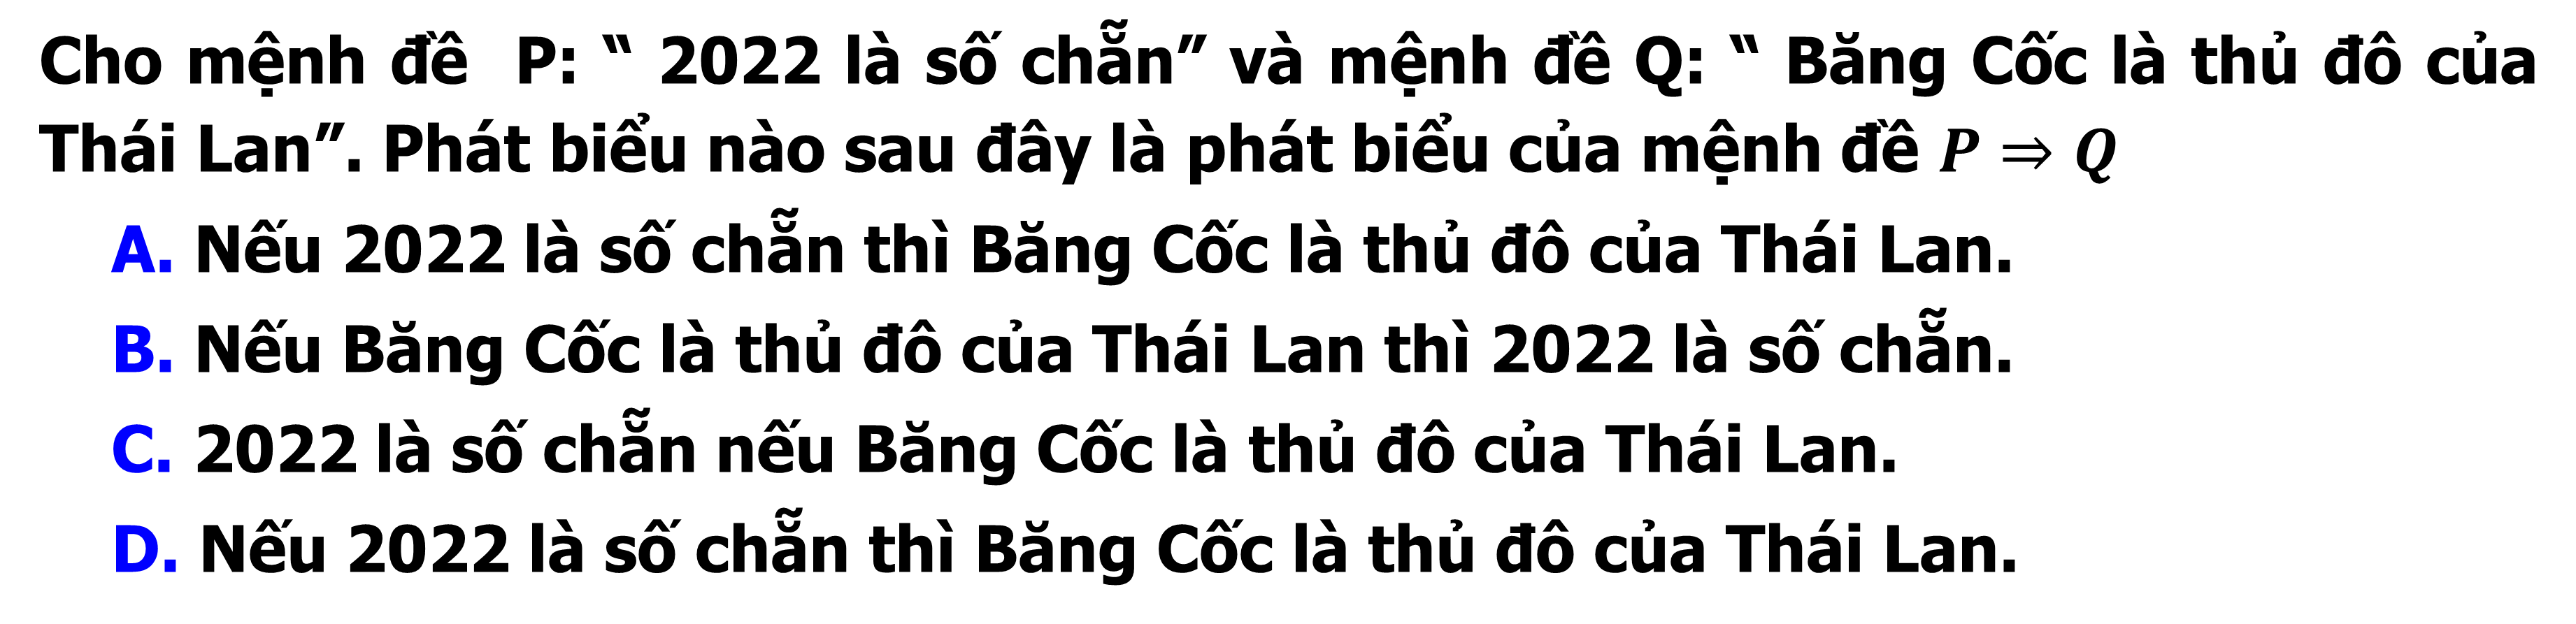 Cho mệnh đề P: “ 2022 là số chẵn” và mệnh đề Q: “ Băng Cốc là thủ đô của
Thái Lan”. Phát biểu nào sau đây là phát biểu của mệnh đề P ⇒ Q
A. Nếu 2022 là số chẵn thì Băng Cốc là thủ đô của Thái Lan.
B. Nếu Băng Cốc là thủ đô của Thái Lan thì 2022 là số chẵn.
C. 2022 là số chẵn nếu Băng Cốc là thủ đô của Thái Lan.
D. Nếu 2022 là số chẵn thì Băng Cốc là thủ đô của Thái Lan.